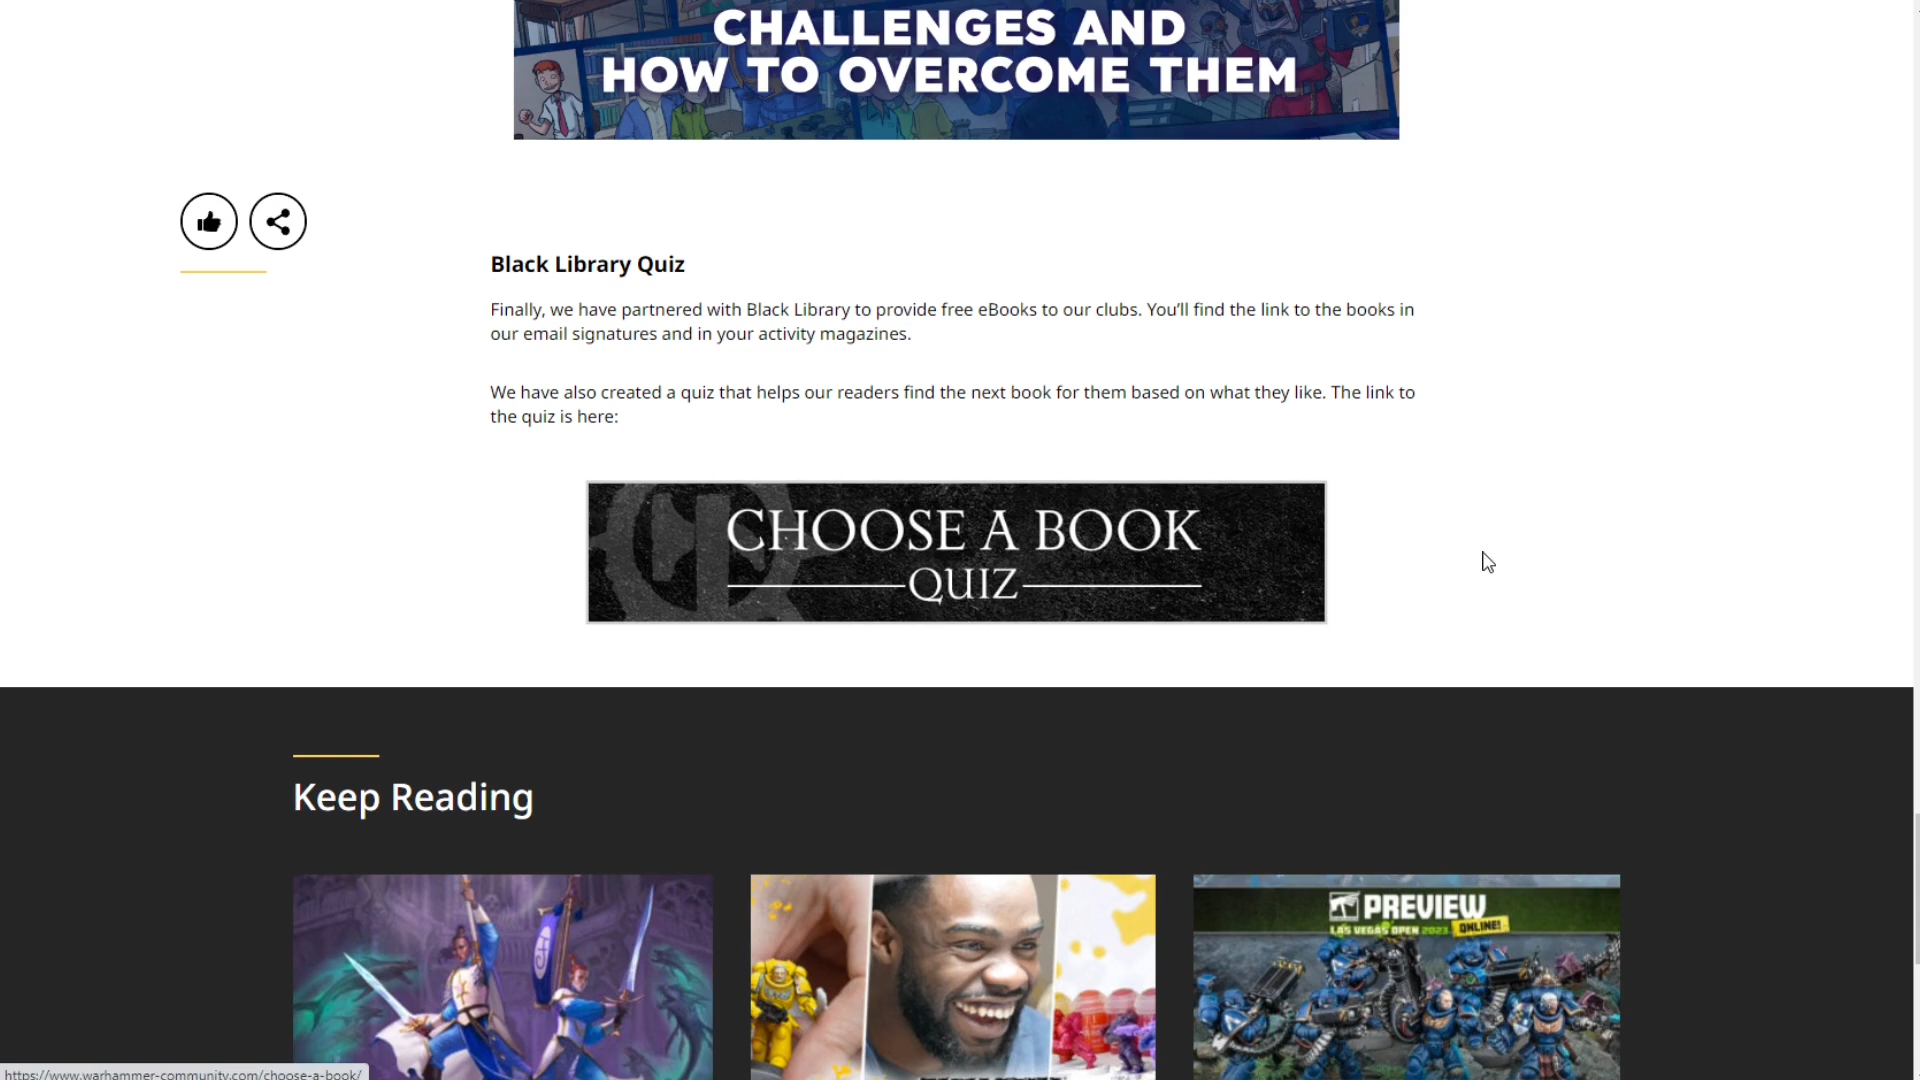 CHALLENGES AND
HOW TO OVERCOME THEM
Black Library Quiz
Finally, we have partnered with Black Library to provide free eBooks to our clubs. You’ll find the link to the books in
our email signatures and in your activity magazines.
We have also created a quiz that helps our readers find the next book for them based on what they like. The link to
the quiz is here:
CHOOSE A BOOK
QUIZ
Keep Reading
PREVIEW
LAS VEGAS OPEN 2023 ONLINE!
https://www.warhammer-community.com/choose-a-book/